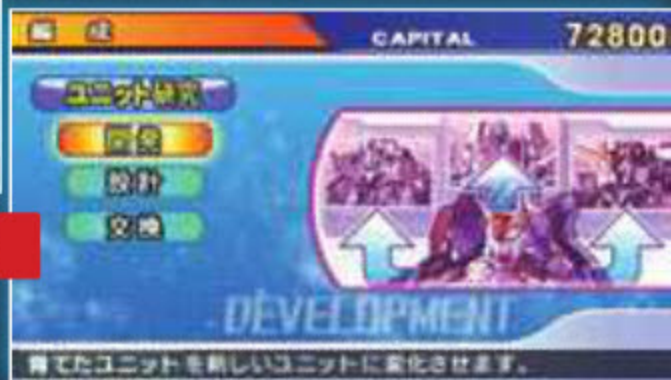 編成
CAPITAL 72800
ユニット研究
開発
設計
交換
DEVELOPMENT
育てたユニットを新しいユニットに変化させます。